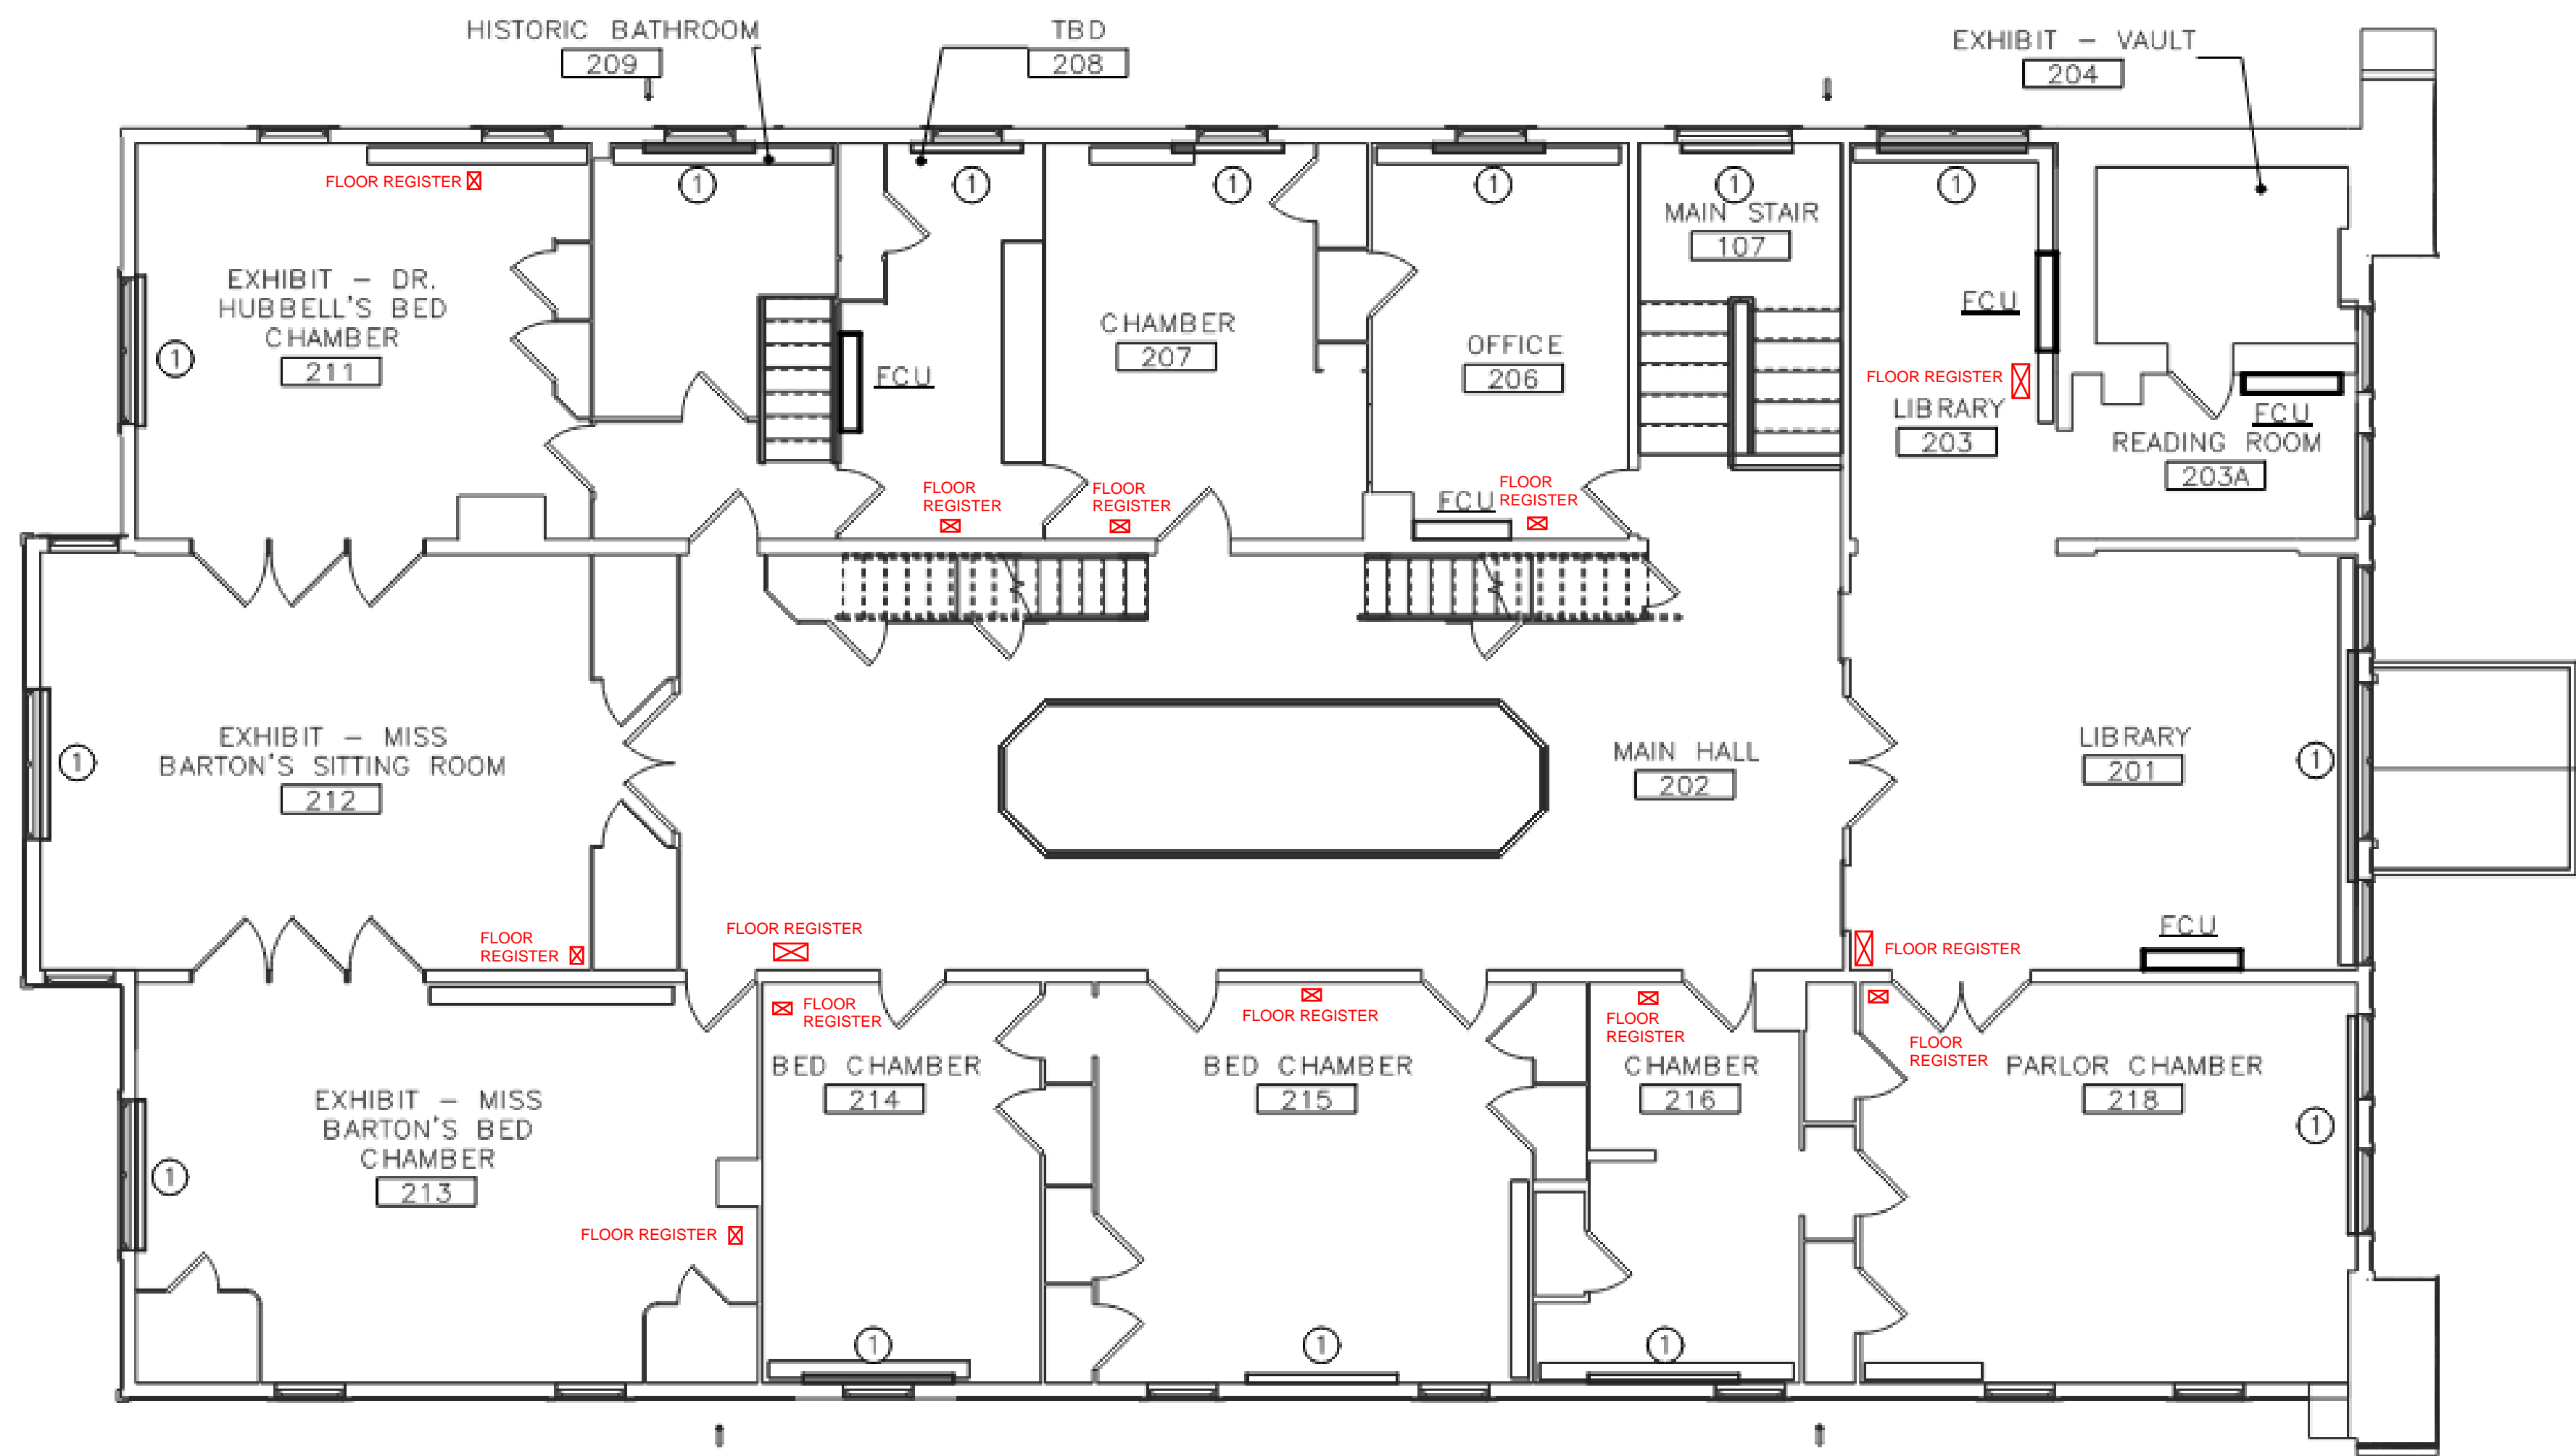 HISTORIC BATHROOM
209
TBD
208
EXHIBIT – VAULT
204
FLOOR REGISTER
1
1
1
1
1
1
MAIN STAIR
107
EXHIBIT – DR.
HUBBELL'S BED
CHAMBER
211
1
FCU
CHAMBER
207
OFFICE
206
FCU
FLOOR REGISTER
LIBRARY
203
FCU
READING ROOM
203A
FLOOR
REGISTER
FLOOR
REGISTER
FCU
FLOOR
REGISTER
EXHIBIT – MISS
BARTON'S SITTING ROOM
212
1
MAIN HALL
202
LIBRARY
201
1
FLOOR
REGISTER
FLOOR REGISTER
FCU
FLOOR REGISTER
FLOOR
REGISTER
FLOOR REGISTER
FLOOR
REGISTER
FLOOR
REGISTER
BED CHAMBER
214
BED CHAMBER
215
CHAMBER
216
PARLOR CHAMBER
218
EXHIBIT – MISS
BARTON'S BED
CHAMBER
213
1
1
FLOOR REGISTER
1
1
1